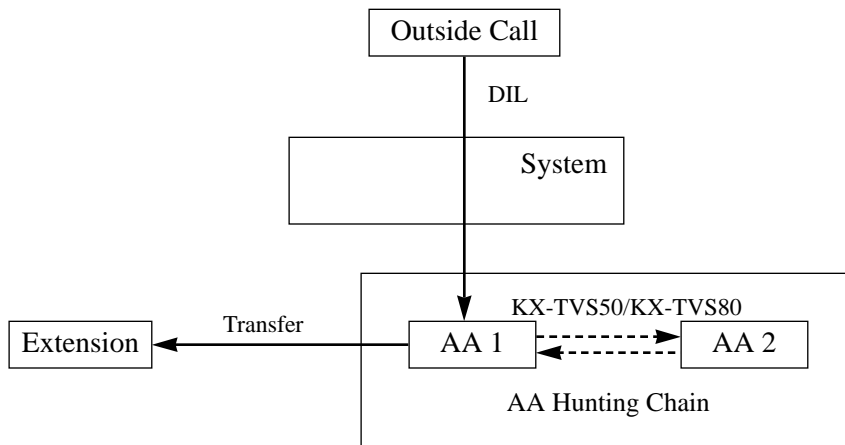 Outside Call
DIL
System
KX-TVS50/KX-TVS80
Transfer
Extension
AA 1
AA 2
AA Hunting Chain